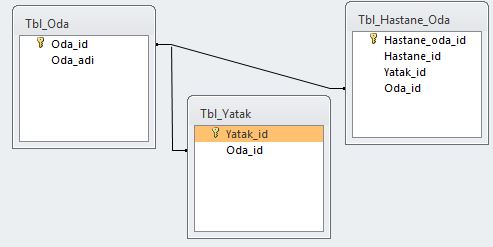 Tbl_Oda
Oda_id
Oda_adi
Tbl_Hastane_Oda
Hastane_oda_id
Hastane_id
Yatak_id
Oda_id
Tbl_Yatak
Yatak_id
Oda_id